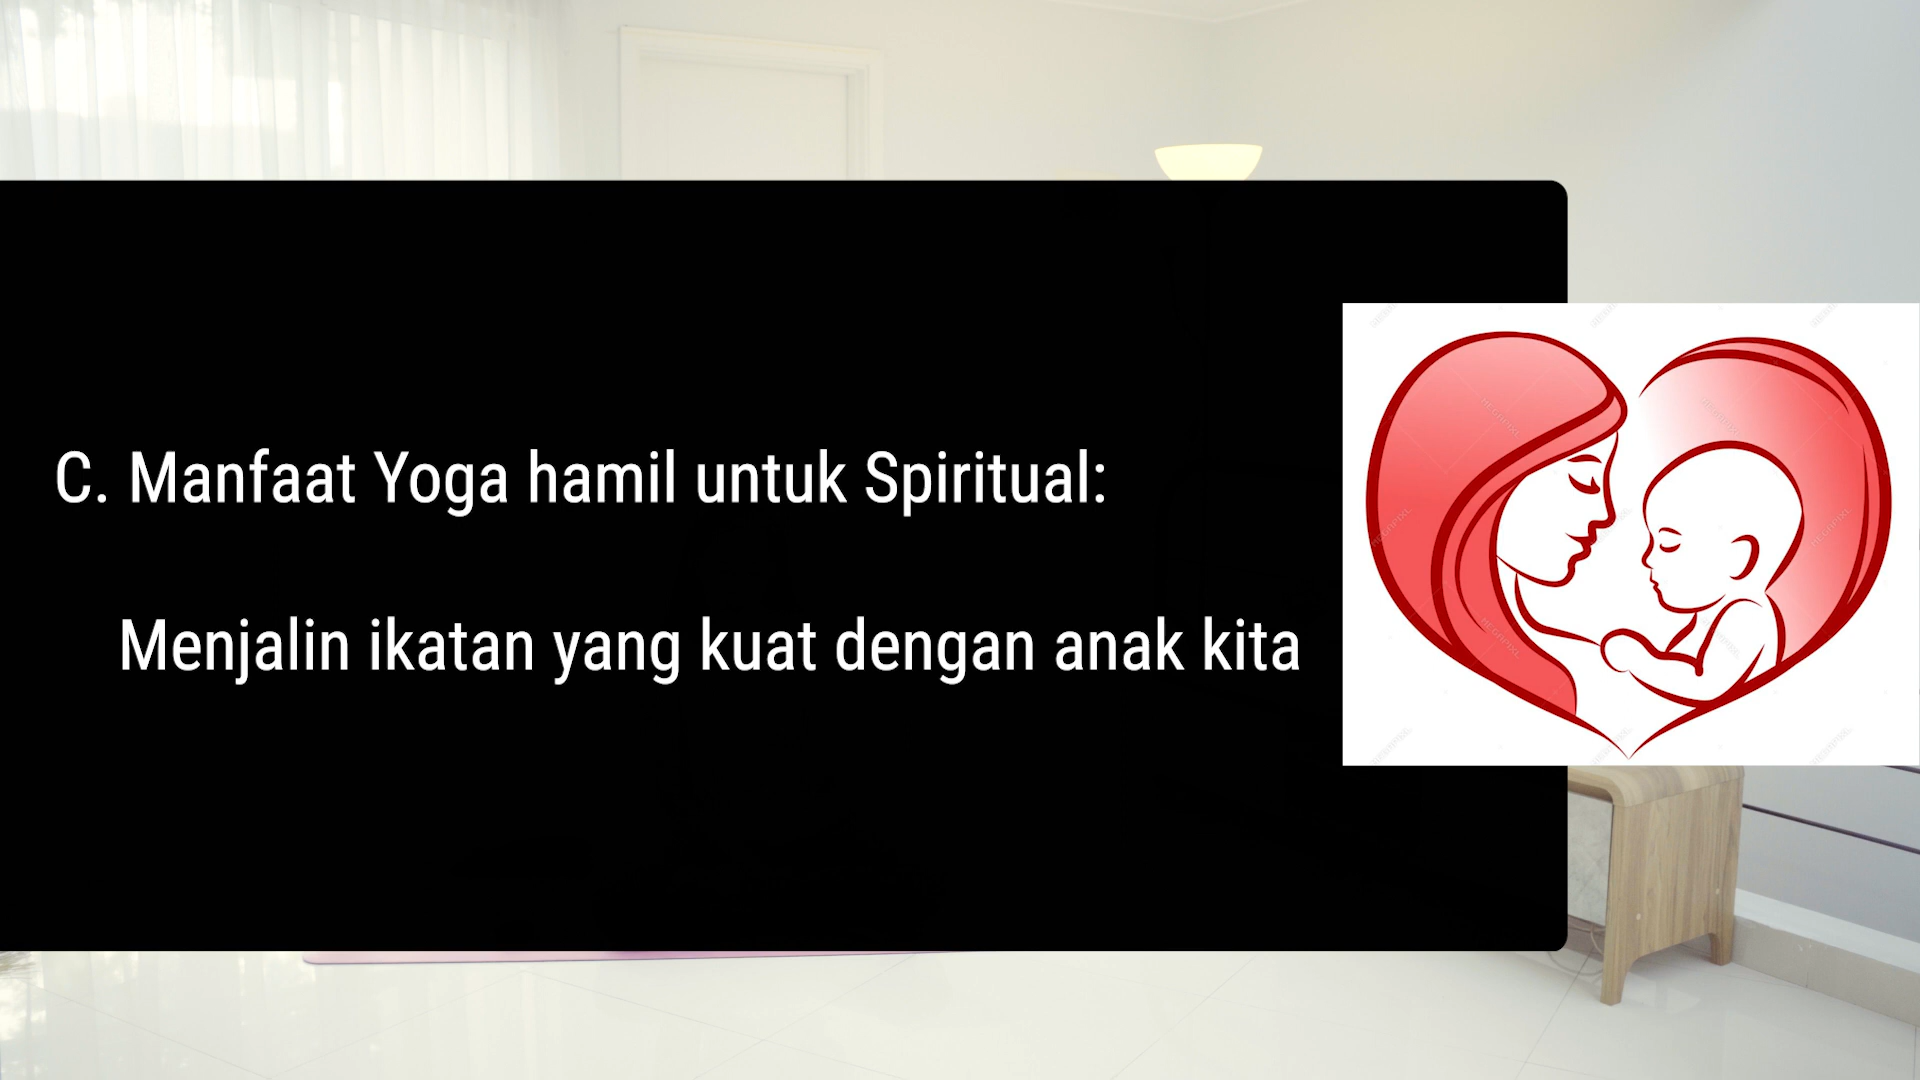 C. Manfaat Yoga hamil untuk Spiritual:
Menjalin ikatan yang kuat dengan anak kita